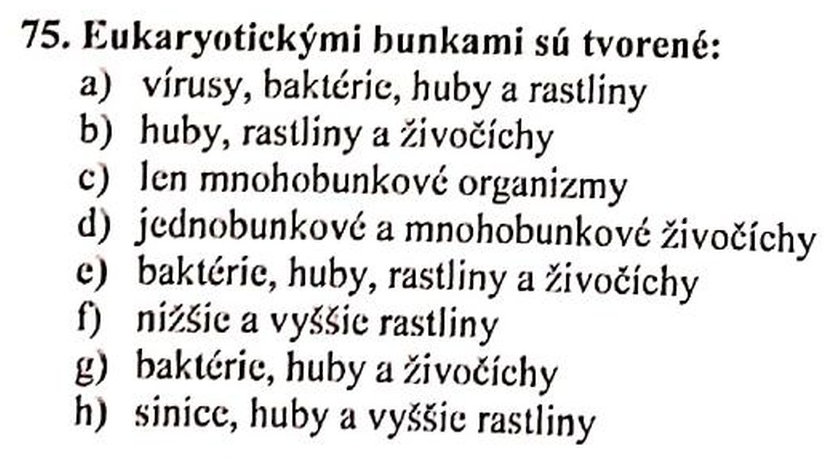 75. Eukaryotickými bunkami sú tvorené:
a) vírusy, baktérie, huby a rastliny
b) huby, rastliny a živočíchy
c) len mnohobunkové organizmy
d) jednobunkové a mnohobunkové živočíchy
e) baktérie, huby, rastliny a živočíchy
f) nižšie a vyššie rastliny
g) baktérie, huby a živočíchy
h) sinice, huby a vyššie rastliny